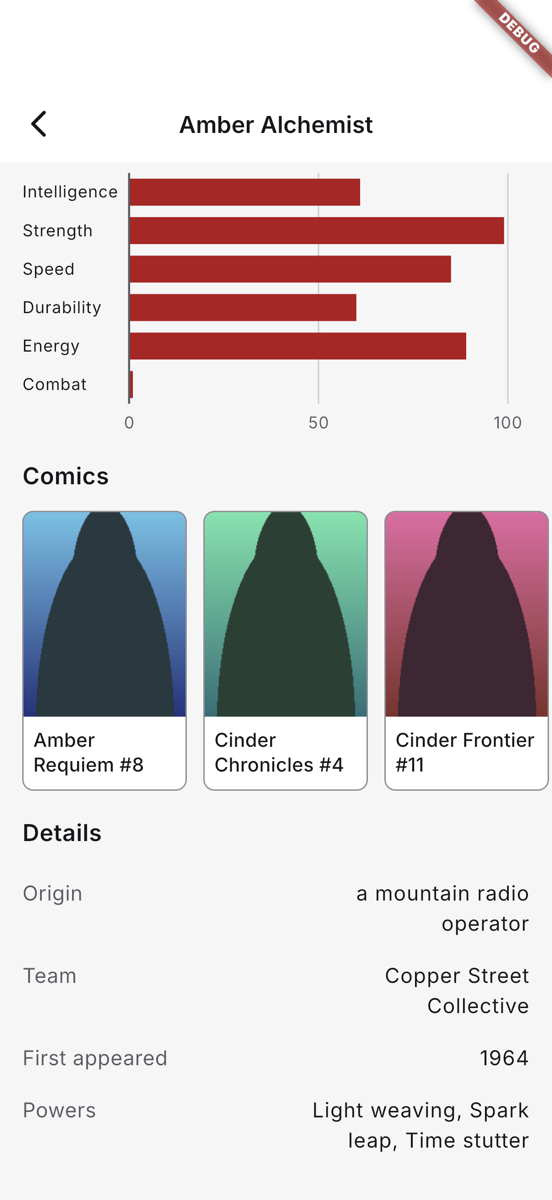 DEBUG
Amber Alchemist
Intelligence
Strength
Speed
Durability
Energy
Combat
0 50 100
Comics
Amber
Requiem #8
Cinder
Chronicles #4
Cinder Frontier
#11
Details
Origin
a mountain radio
operator
Team
Copper Street
Collective
First appeared
1964
Powers
Light weaving, Spark
leap, Time stutter